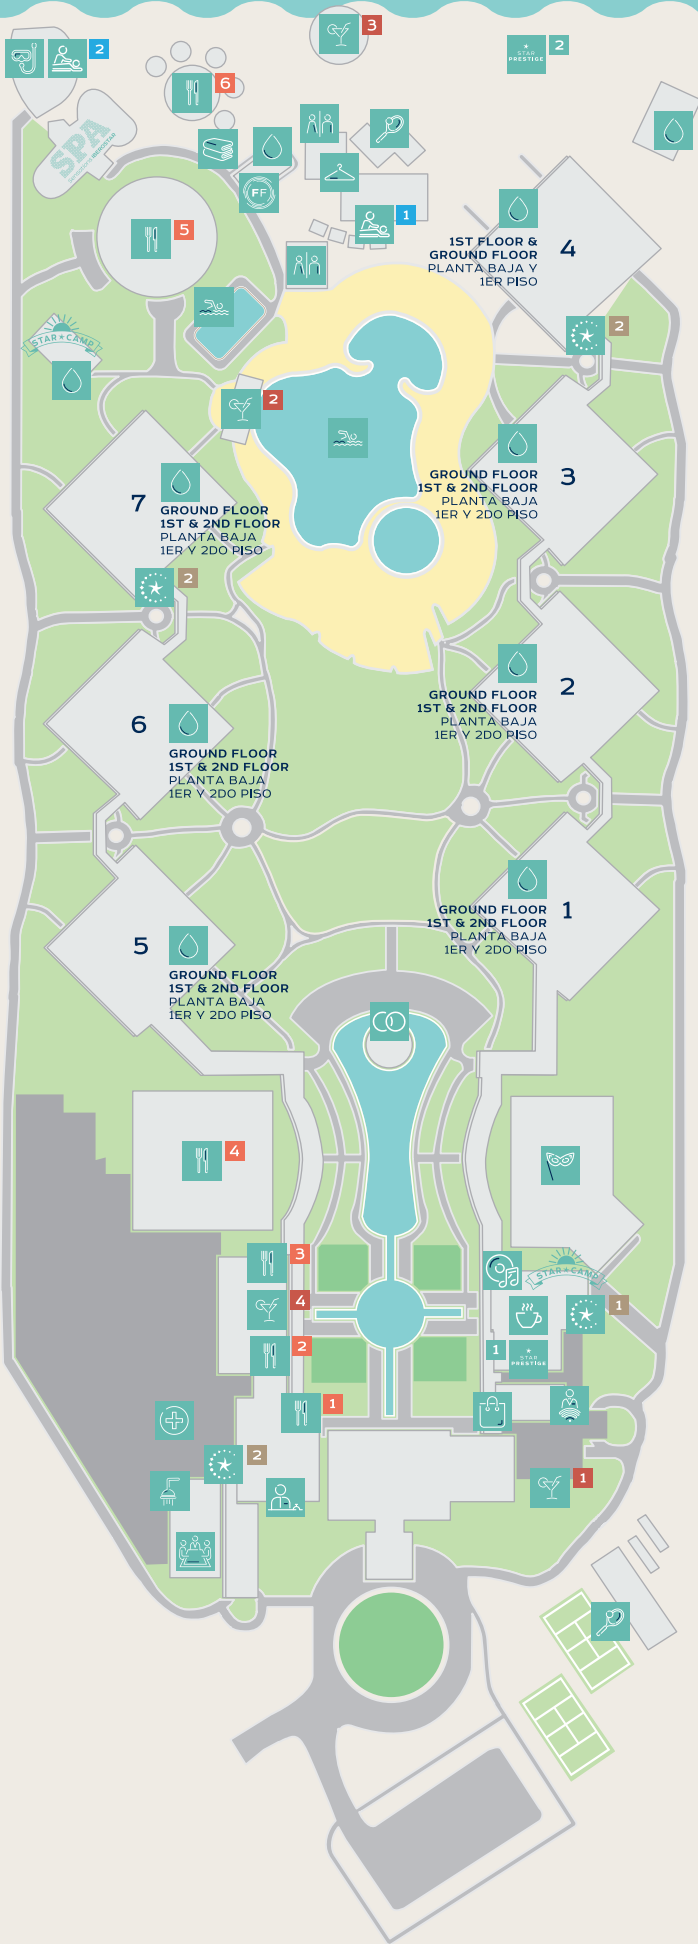 3
2
STAR
PRESTIGE
2
6
SPA
FF
1
5
1ST FLOOR &
GROUND FLOOR
PLANTA BAJA Y
1ER PISO
4
2
STAR CAMP
2
GROUND FLOOR
1ST & 2ND FLOOR
PLANTA BAJA
1ER Y 2DO PISO
3
7
GROUND FLOOR
1ST & 2ND FLOOR
PLANTA BAJA
1ER Y 2DO PISO
2
GROUND FLOOR
1ST & 2ND FLOOR
PLANTA BAJA
1ER Y 2DO PISO
2
6
GROUND FLOOR
1ST & 2ND FLOOR
PLANTA BAJA
1ER Y 2DO PISO
GROUND FLOOR
1ST & 2ND FLOOR
PLANTA BAJA
1ER Y 2DO PISO
1
5
GROUND FLOOR
1ST & 2ND FLOOR
PLANTA BAJA
1ER Y 2DO PISO
4
3
STAR CAMP
4
1
2
1
STAR
PRESTIGE
1
2
1